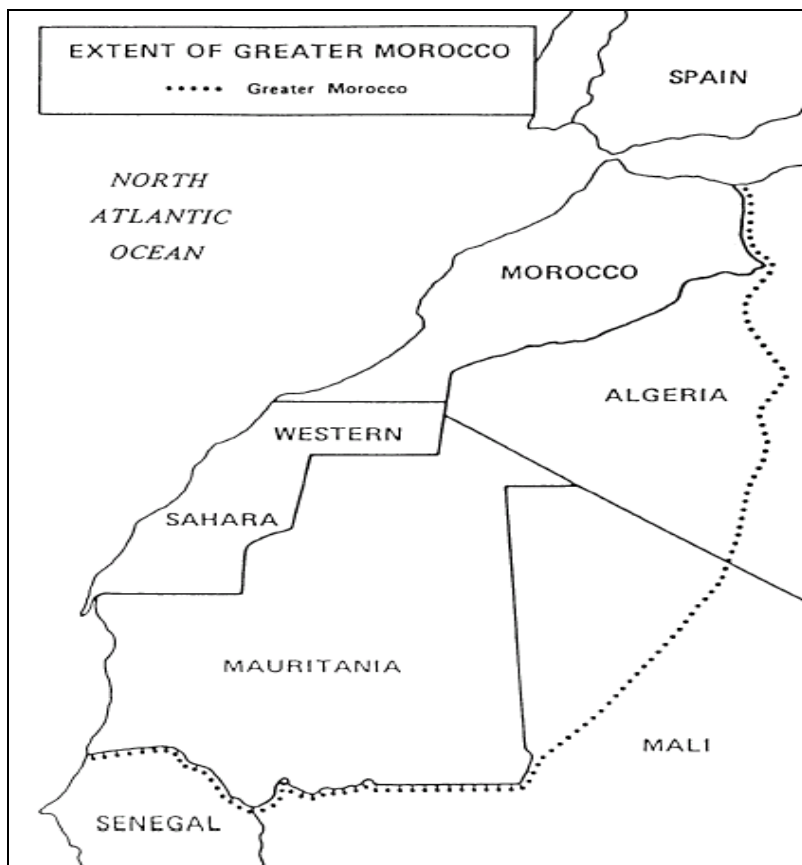 EXTENT OF GREATER MOROCCO
Greater Morocco
SPAIN
NORTH
ATLANTIC
OCEAN
MOROCCO
ALGERIA
WESTERN
SAHARA
MAURITANIA
MALI
SENEGAL